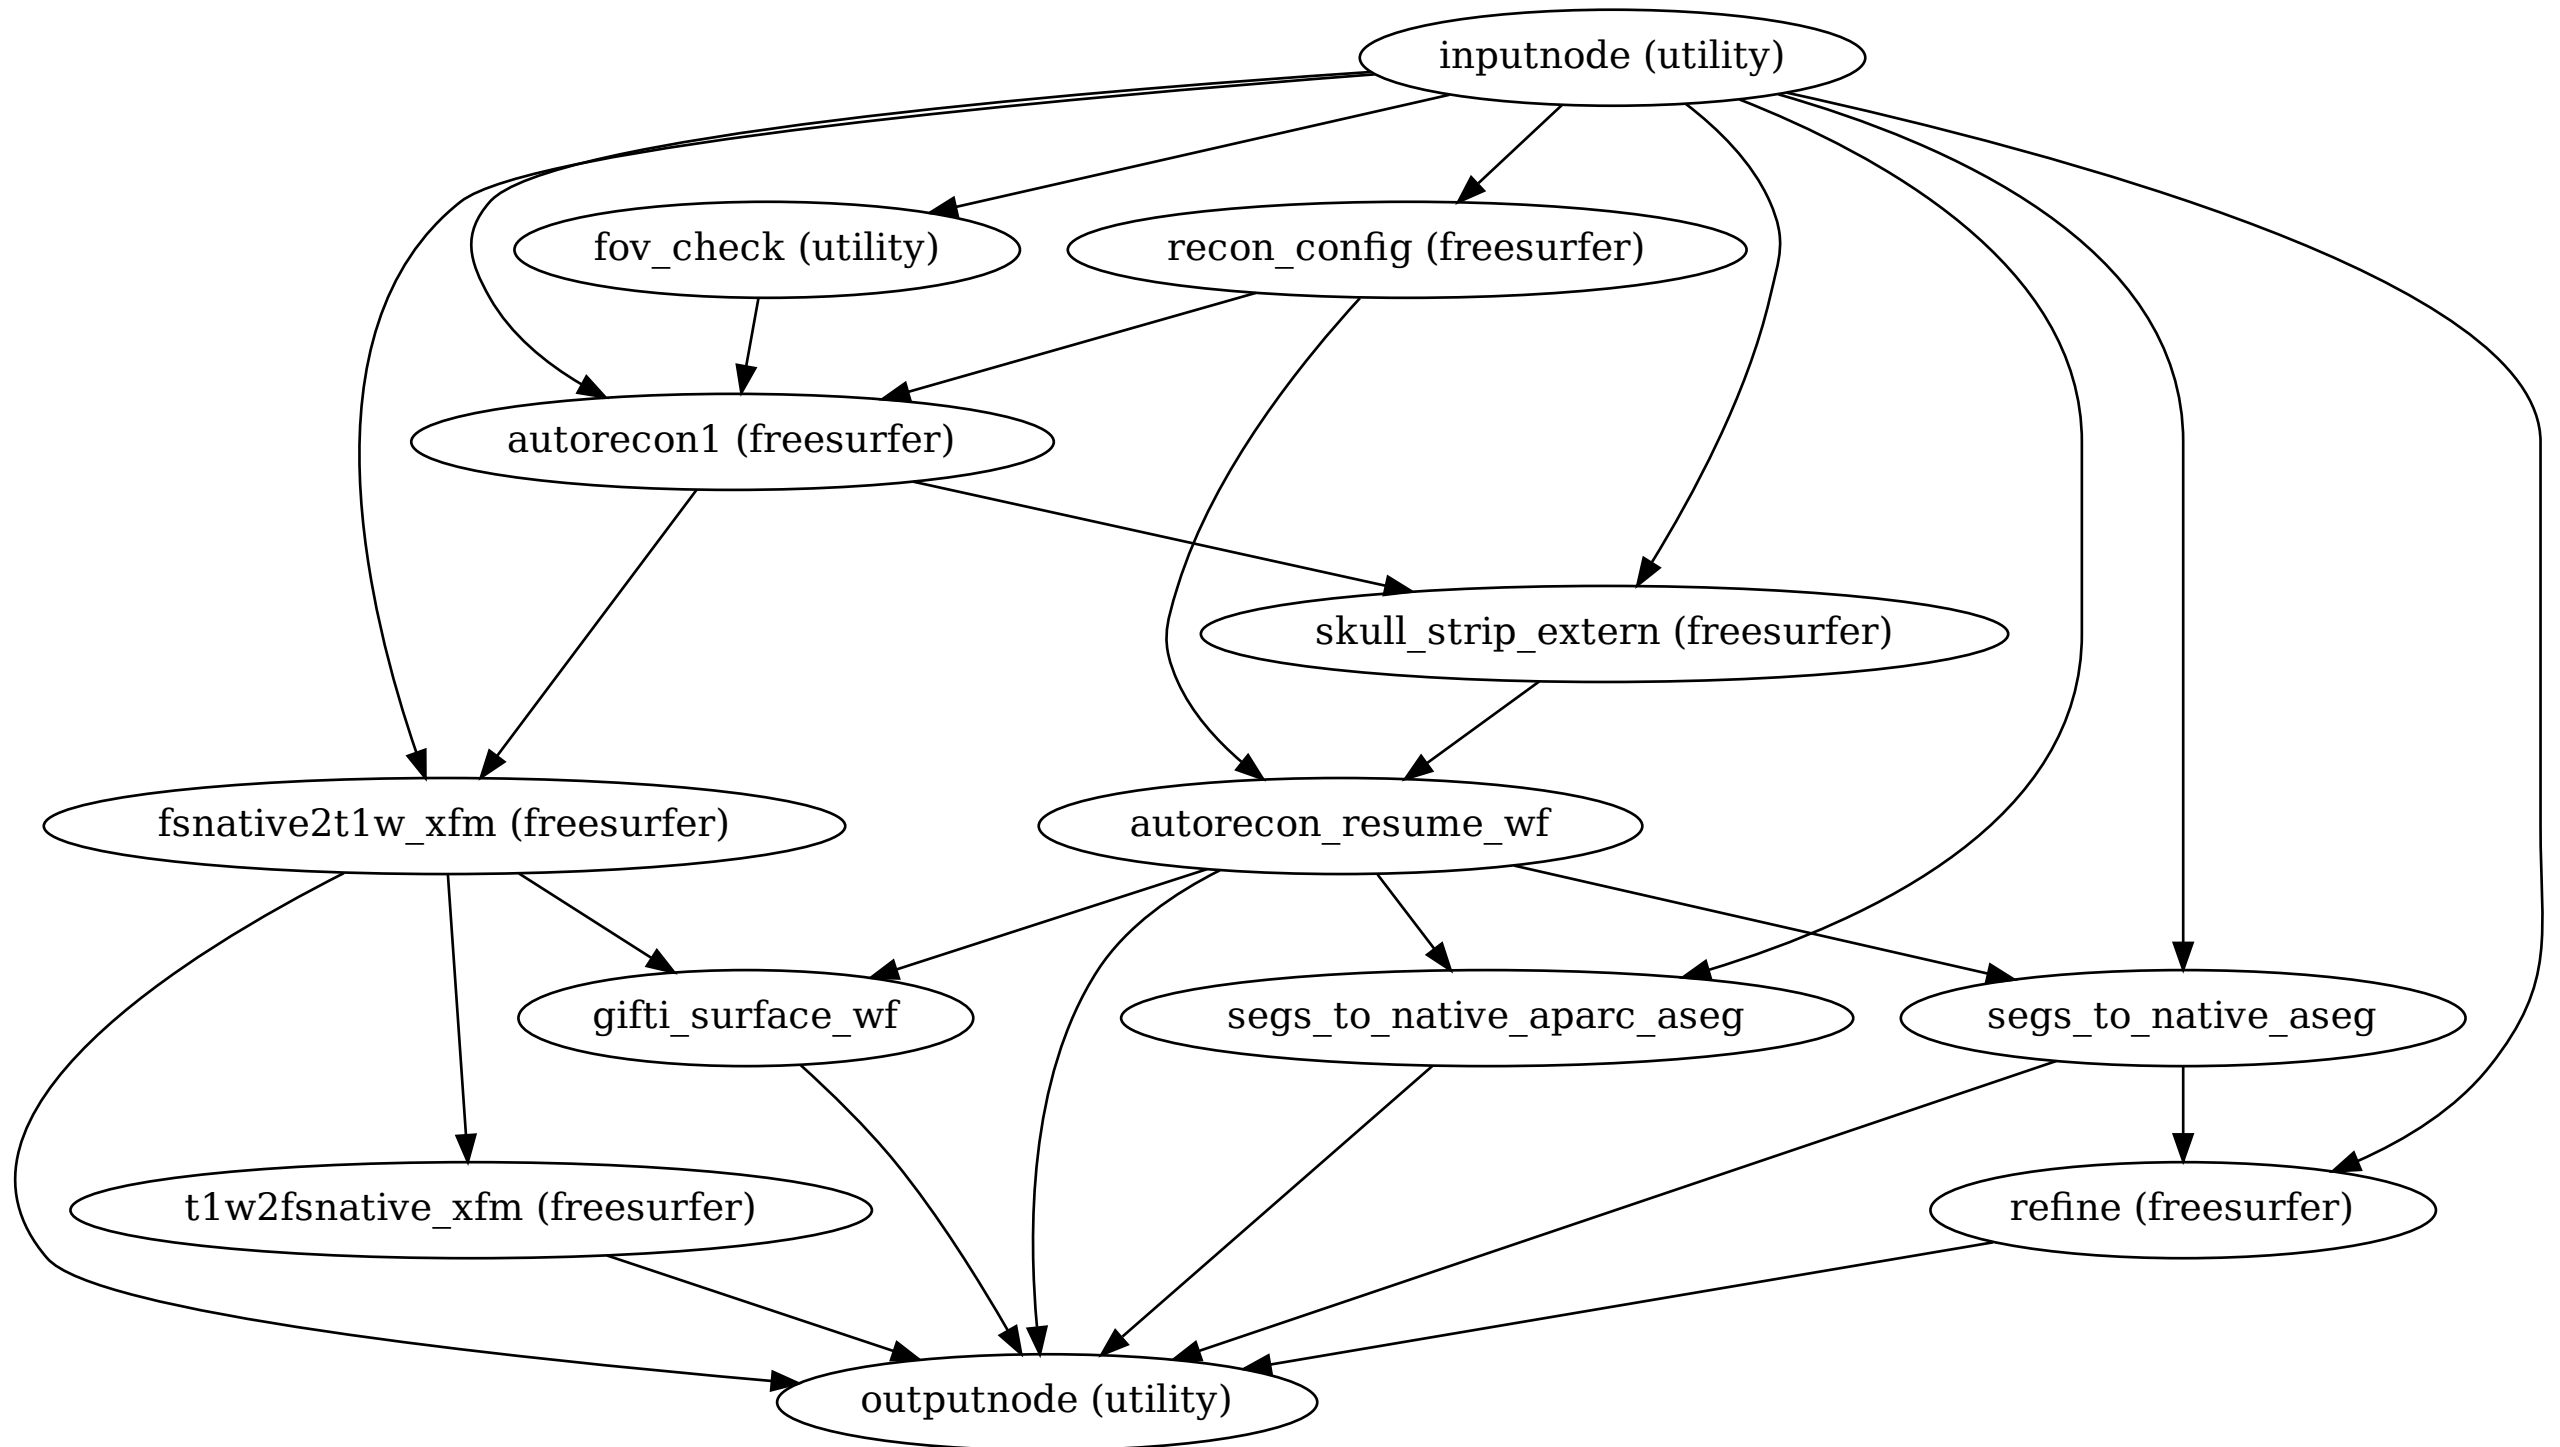 inputnode (utility)
fov_check (utility)
recon_config (freesurfer)
autorecon1 (freesurfer)
skull_strip_extern (freesurfer)
fsnative2t1w_xfm (freesurfer)
autorecon_resume_wf
gifti_surface_wf
segs_to_native_aparc_aseg
segs_to_native_aseg
t1w2fsnative_xfm (freesurfer)
refine (freesurfer)
outputnode (utility)